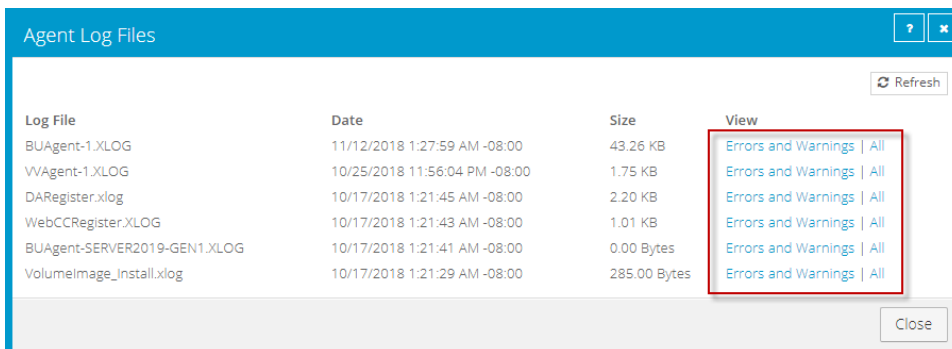 Agent Log Files
? ×
Refresh
Log File Date Size View
BUAgent-1.XLOG 11/12/2018 1:27:59 AM -08:00 43.26 KB Errors and Warnings | All
VVAgent-1.XLOG 10/25/2018 11:56:04 PM -08:00 1.75 KB Errors and Warnings | All
DARegister.xlog 10/17/2018 1:21:45 AM -08:00 2.20 KB Errors and Warnings | All
WebCCRegister.XLOG 10/17/2018 1:21:43 AM -08:00 1.01 KB Errors and Warnings | All
BUAgent-SERVER2019-GEN1.XLOG 10/17/2018 1:21:41 AM -08:00 0.00 Bytes Errors and Warnings | All
VolumeImage_Install.xlog 10/17/2018 1:21:29 AM -08:00 285.00 Bytes Errors and Warnings | All
Close